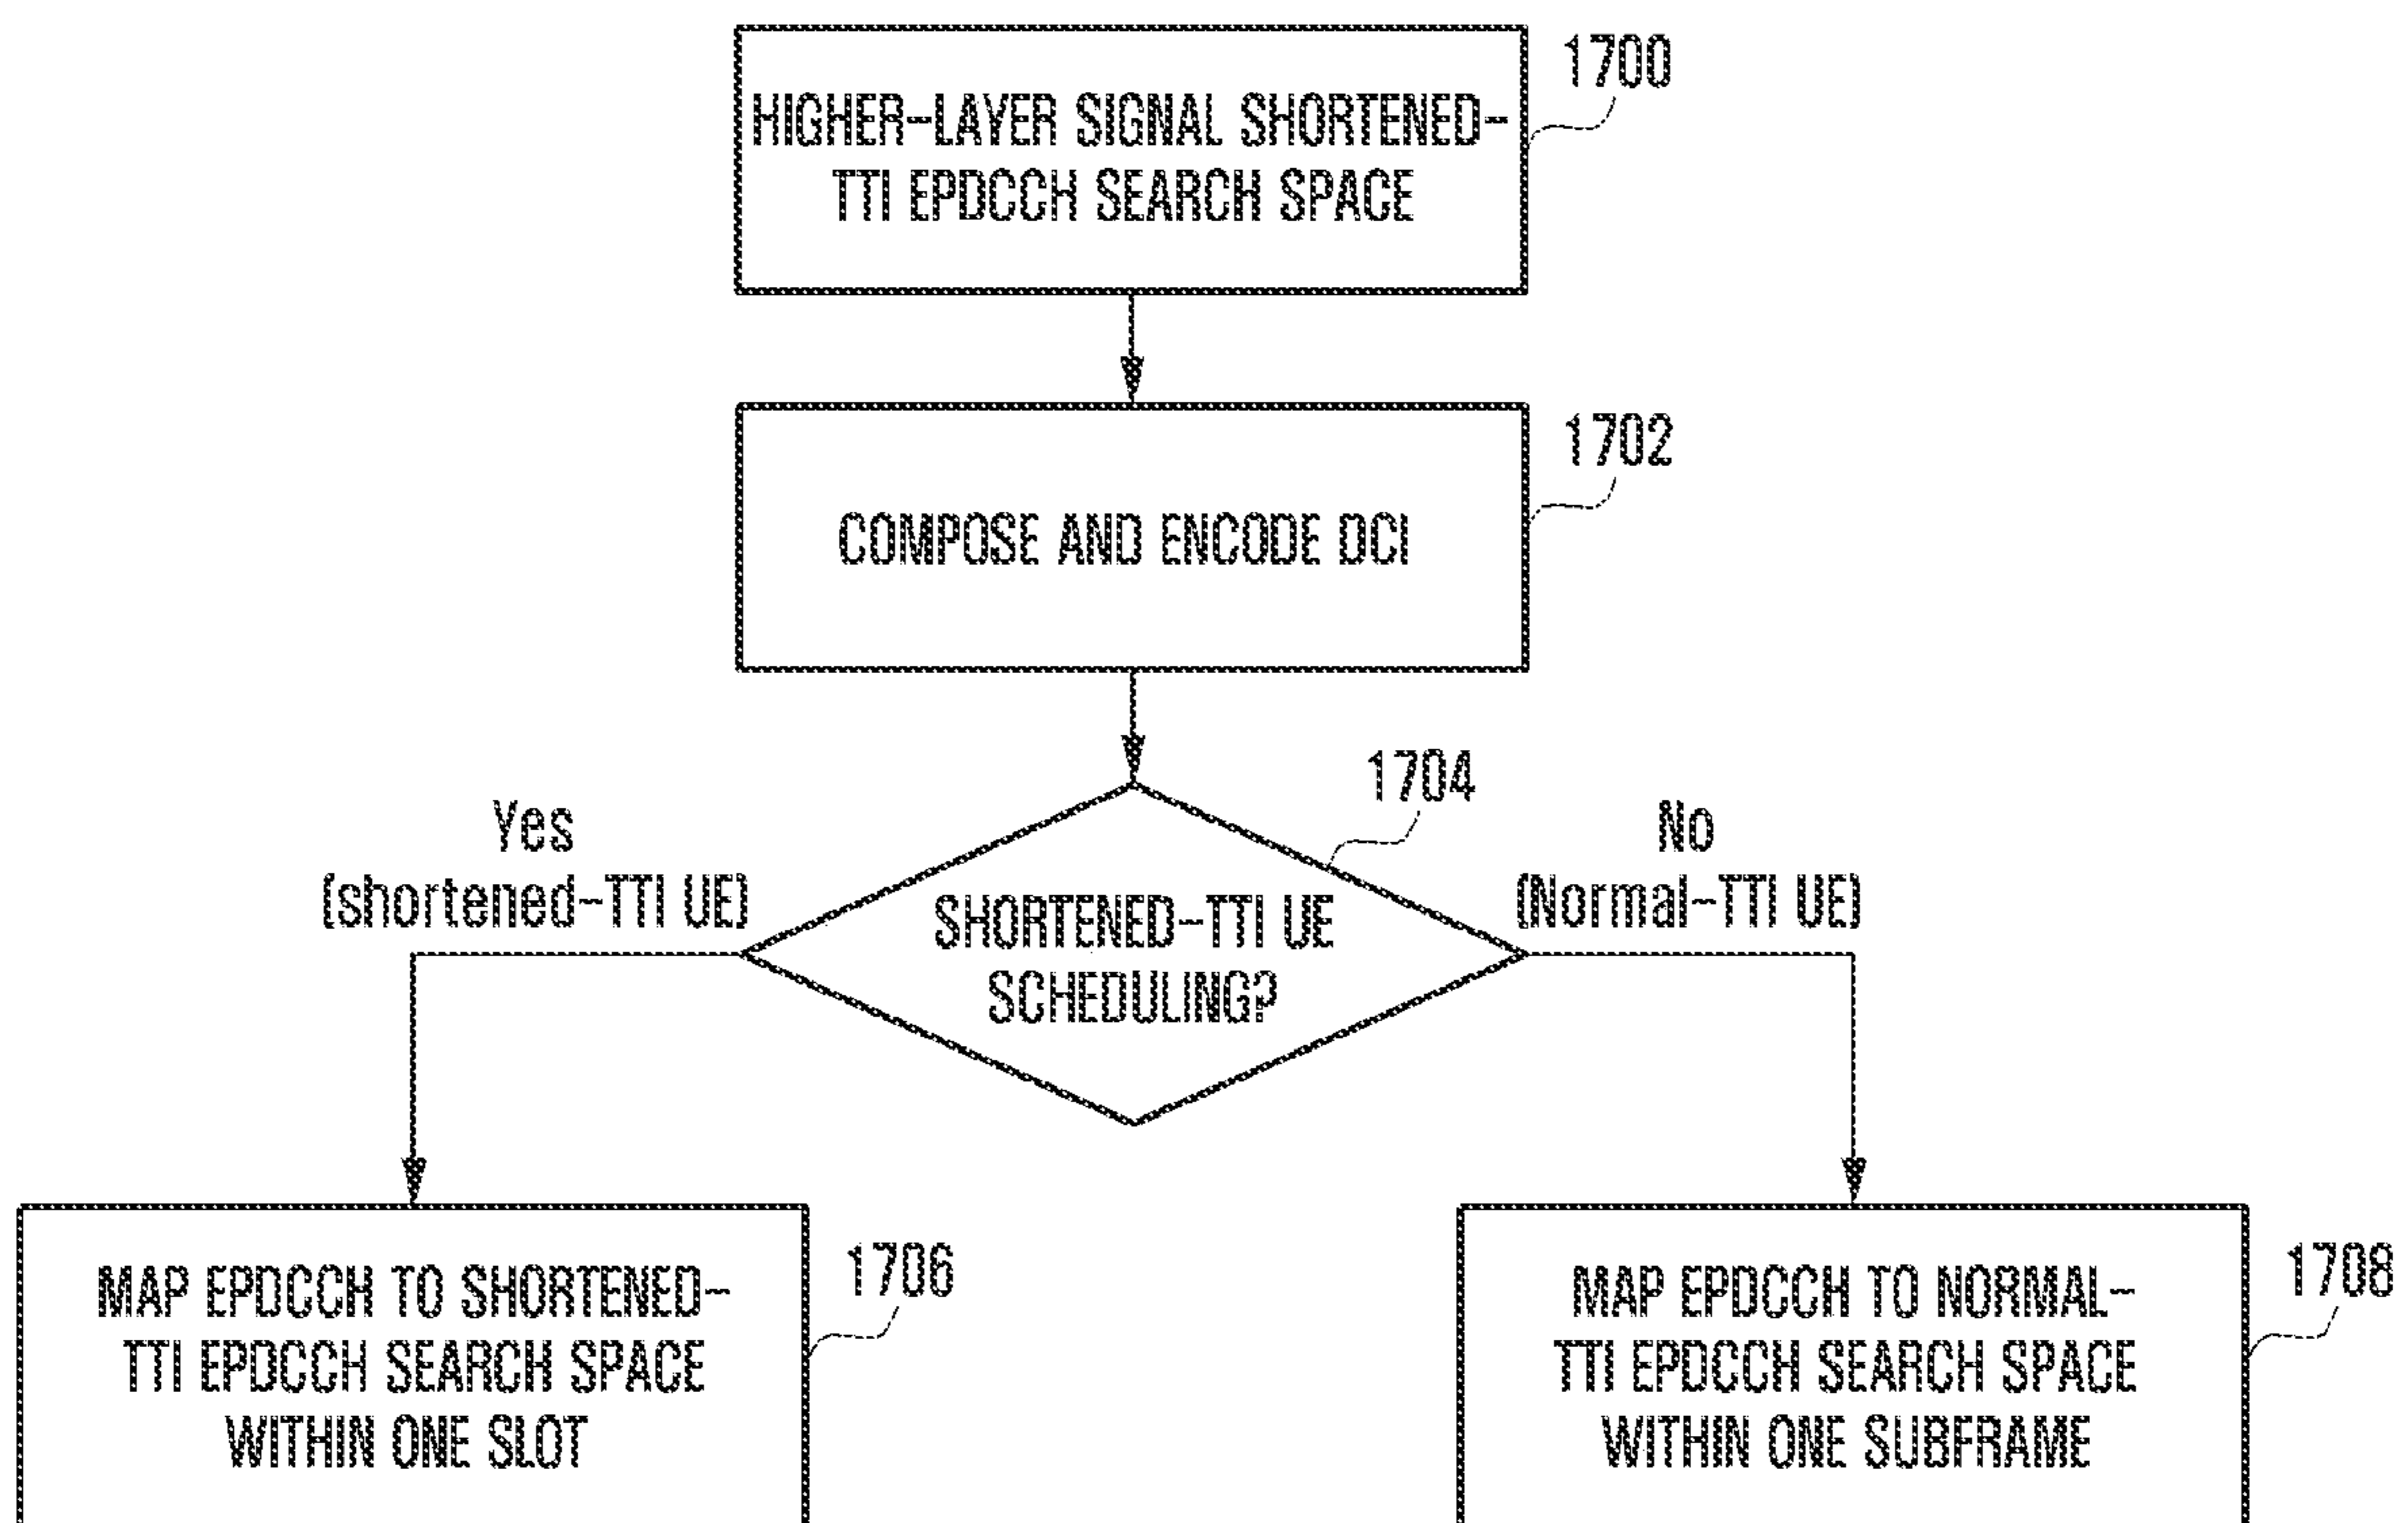 1700
HIGHER-LAYER SIGNAL SHORTENED-
TTI EPDCCH SEARCH SPACE
1702
COMPOSE AND ENCODE DCI
1704
Yes
(shortened-TTI UE)
No
(Normal-TTI UE)
SHORTENED-TTI UE
SCHEDULING?
1706
MAP EPDCCH TO SHORTENED-
TTI EPDCCH SEARCH SPACE
WITHIN ONE SLOT
1708
MAP EPDCCH TO NORMAL-
TTI EPDCCH SEARCH SPACE
WITHIN ONE SUBFRAME